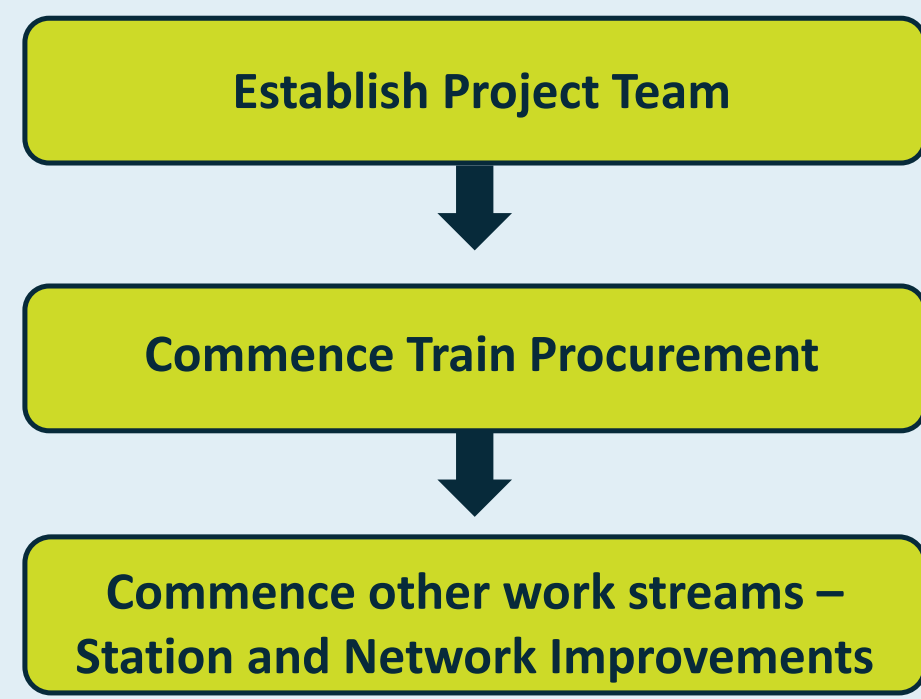 Establish Project Team
Commence Train Procurement
Commence other work streams –
Station and Network Improvements